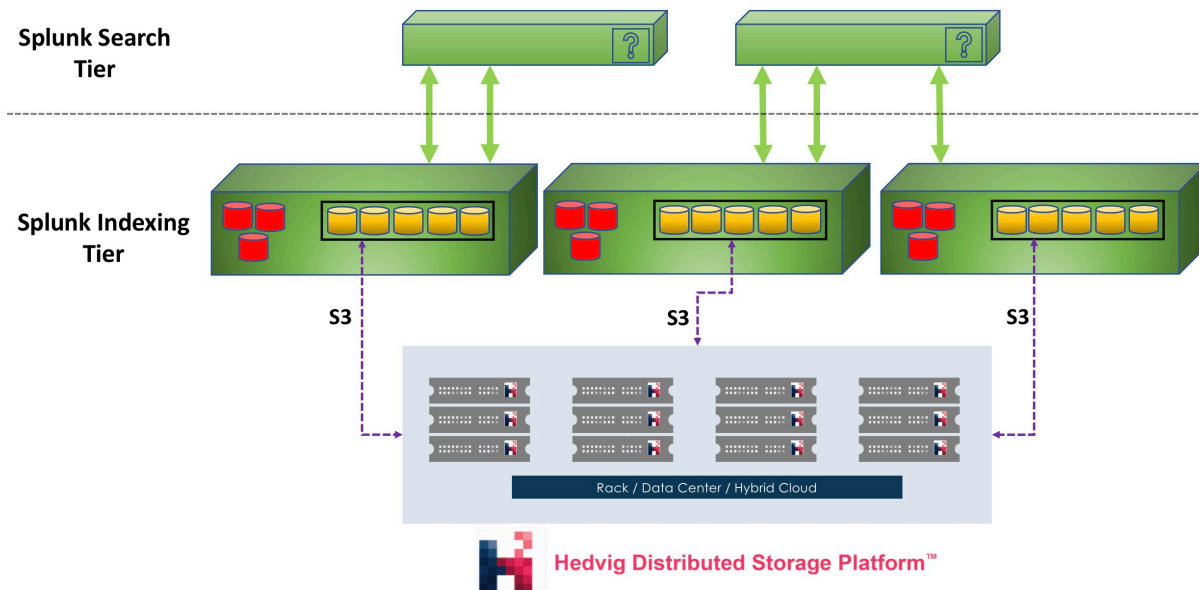 Splunk Search
Tier
?
?
Splunk Indexing
Tier
S3
S3
S3
Rack / Data Center / Hybrid Cloud
Hedvig Distributed Storage Platform™